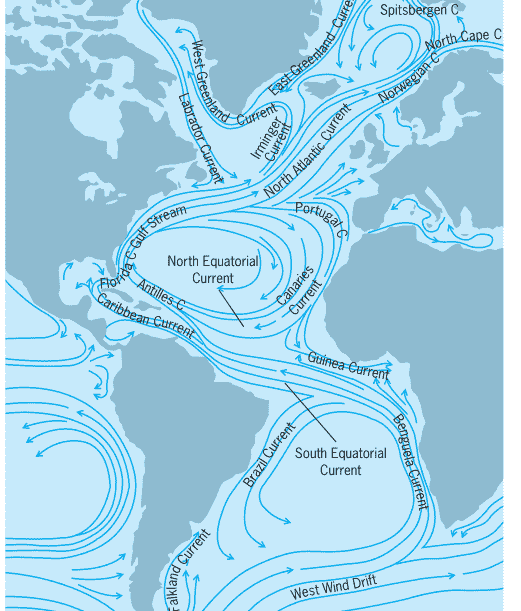 Spitsbergen C
North Cape C
East Greenland Current
Norwegian C
West Greenland Current
Labrador Current
Irminger
Current
North Atlantic Current
Portugal C
Gulf Stream
Florida C
North Equatorial
Current
Antilles C
Canaries
Current
Caribbean Current
Guinea Current
South Equatorial
Current
Brazil Current
Benguela Current
Falkland Current
West Wind Drift